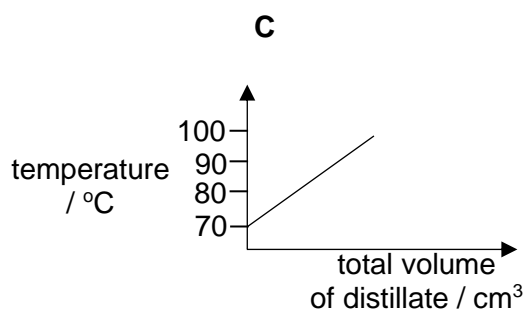 C
100
90
80
70
temperature
/ °C
total volume
of distillate / cm³